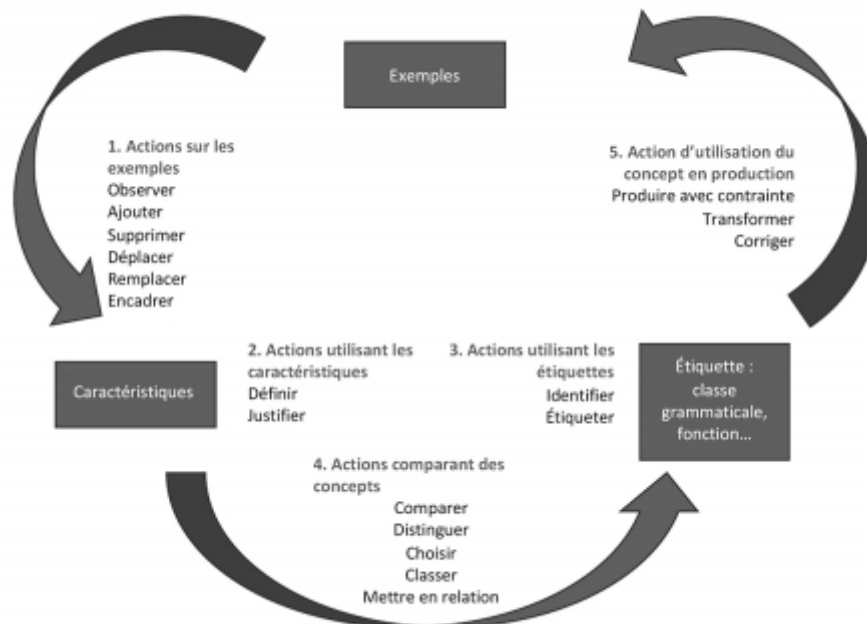 Exemples
1. Actions sur les
exemples
Observer
Ajouter
Supprimer
Déplacer
Remplacer
Encadrer
5. Action d'utilisation du
concept en production
Produire avec contrainte
Transformer
Corriger
Caractéristiques
2. Actions utilisant les
caractéristiques
Définir
Justifier
3. Actions utilisant les
étiquettes
Identifier
Étiqueter
Étiquette :
classe
grammaticale,
fonction...
4. Actions comparant des
concepts
Comparer
Distinguer
Choisir
Classer
Mettre en relation